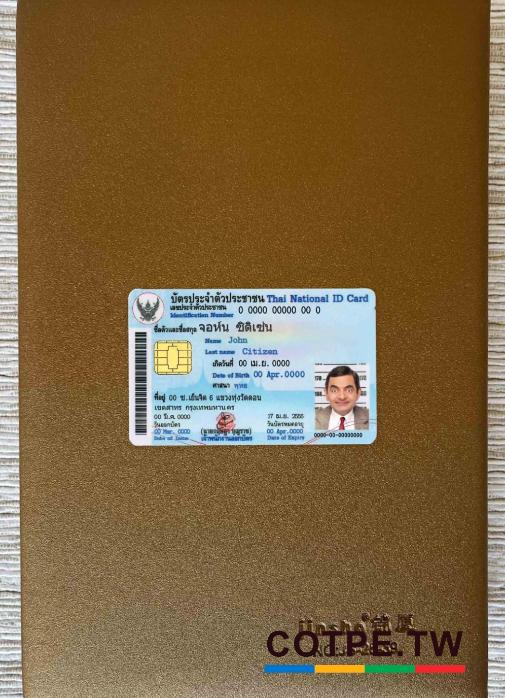 บัตรประจำตัวประชาชน Thai National ID Card
เลขประจำตัวประชาชน
Identification Number
0 0000 00000 00 0
ชื่อตัวและชื่อสกุล จอห์น ซิติเซ่น
Name John
Last name Citizen
เกิดวันที่ 00 เม.ย. 0000
Date of Birth 00 Apr. 0000
ศาสนา พุทธ
ที่อยู่ 00 ซ.เย็นจิต 6 แขวงทุ่งวัดดอน
เขตสาทร กรุงเทพมหานคร
00 มี.ค. 0000
วันออกบัตร
00 Mar. 0000
Date of Issue
เจ้าพนักงานออกบัตร
17 เม.ย. 2555
วันบัตรหมดอายุ
00 Apr. 0000
Date of Expiry
0000-00-00000000
COTPE.TW